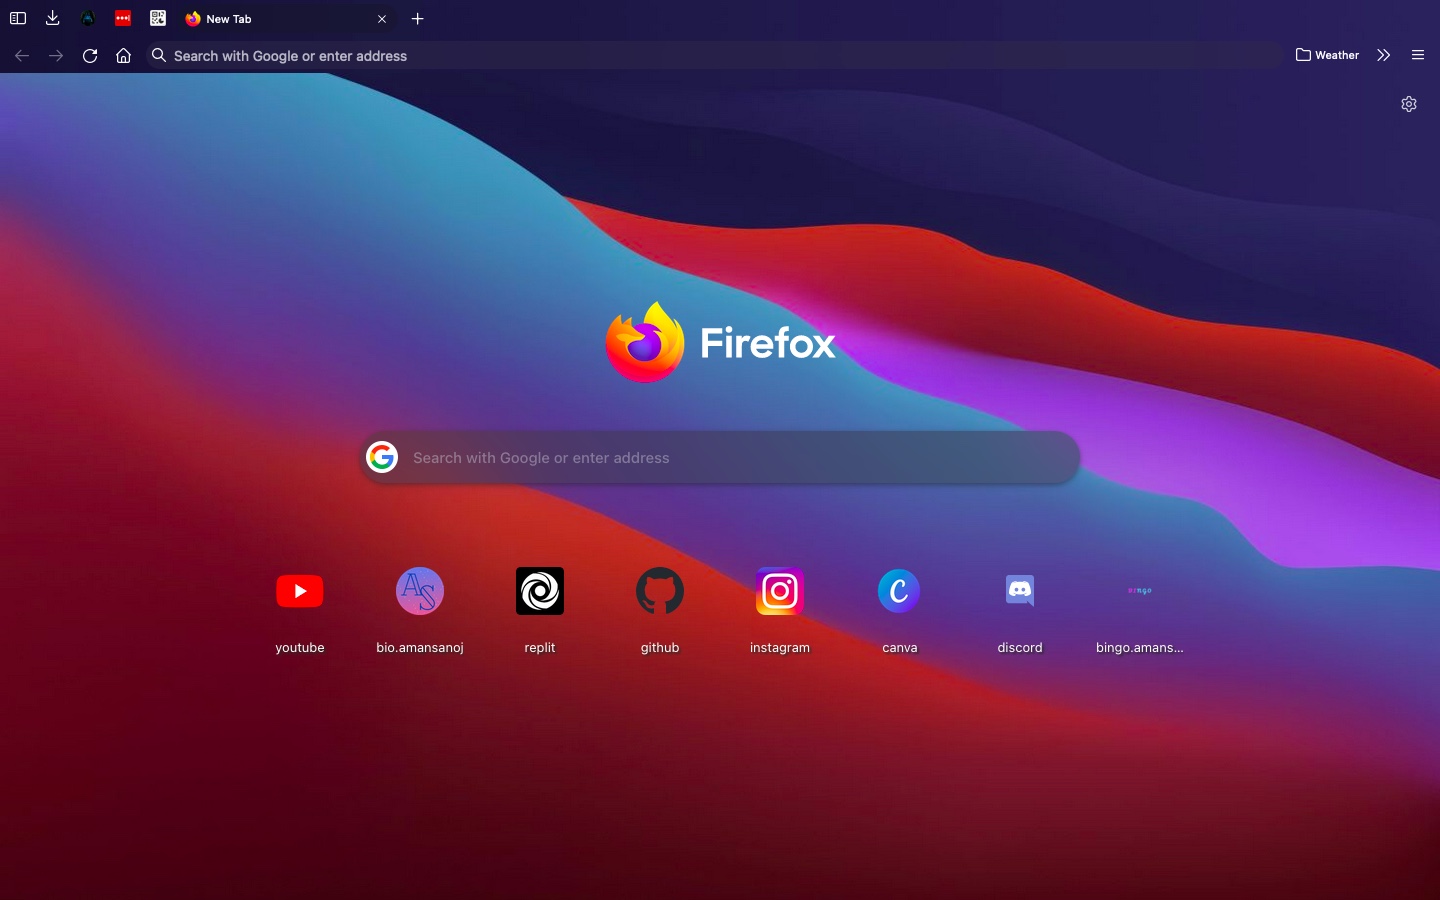 New Tab
Search with Google or enter address
Weather
Firefox
Search with Google or enter address
youtube
bio.amansanoj
replit
github
instagram
canva
discord
bingo.amans...